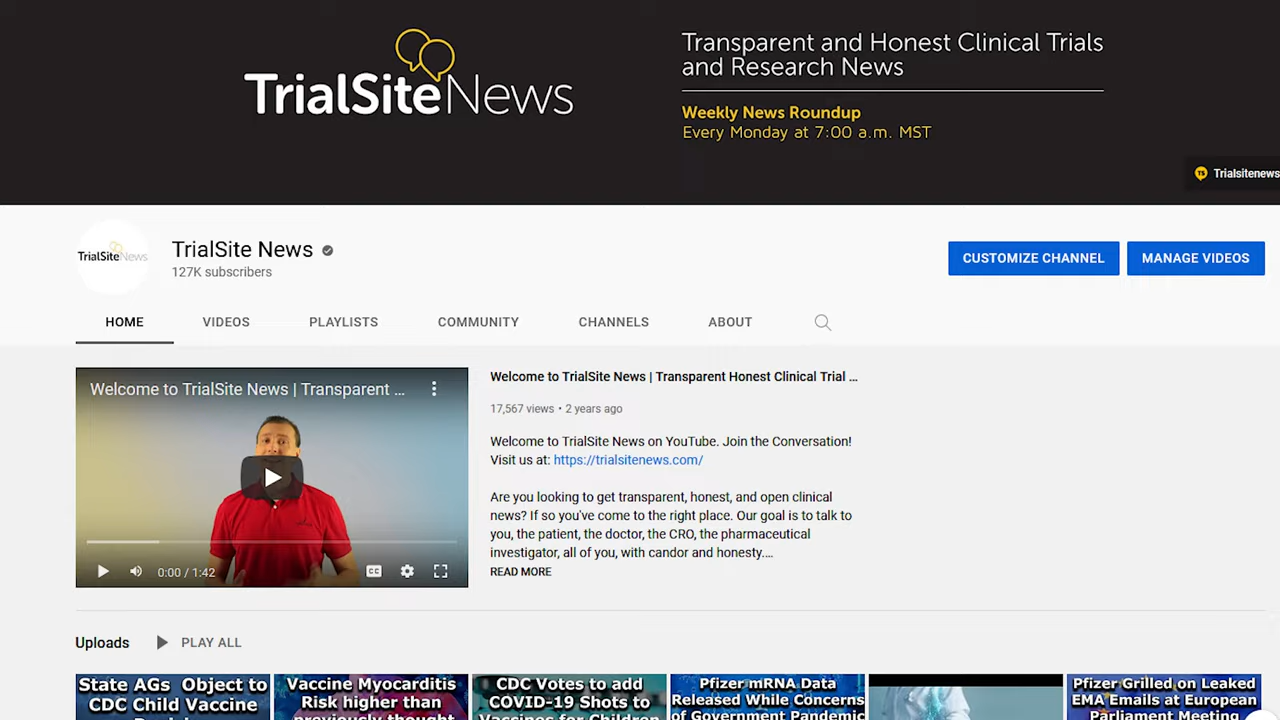 TrialSiteNews
Transparent and Honest Clinical Trials
and Research News
Weekly News Roundup
Every Monday at 7:00 a.m. MST
Trialsitenews
TrialSiteNews
TrialSite News
127K subscribers
CUSTOMIZE CHANNEL
MANAGE VIDEOS
HOME
VIDEOS
PLAYLISTS
COMMUNITY
CHANNELS
ABOUT
Welcome to TrialSite News | Transparent ...
0:00 / 1:42
CC
Welcome to TrialSite News | Transparent Honest Clinical Trial ...
17,567 views • 2 years ago
Welcome to TrialSite News on YouTube. Join the Conversation!
Visit us at: https://trialsitenews.com/
Are you looking to get transparent, honest, and open clinical
news? If so you've come to the right place. Our goal is to talk to
you, the patient, the doctor, the CRO, the pharmaceutical
investigator, all of you, with candor and honesty....
READ MORE
Uploads
PLAY ALL
State AGs Object to
CDC Child Vaccine
Vaccine Myocarditis
Risk higher than
previously thought
CDC Votes to add
COVID-19 Shots to
Vaccines for Children
Pfizer mRNA Data
Released While Concerns
of Government Pandemic
Pfizer Grilled on Leaked
EMA Emails at European
Parliament Meeting